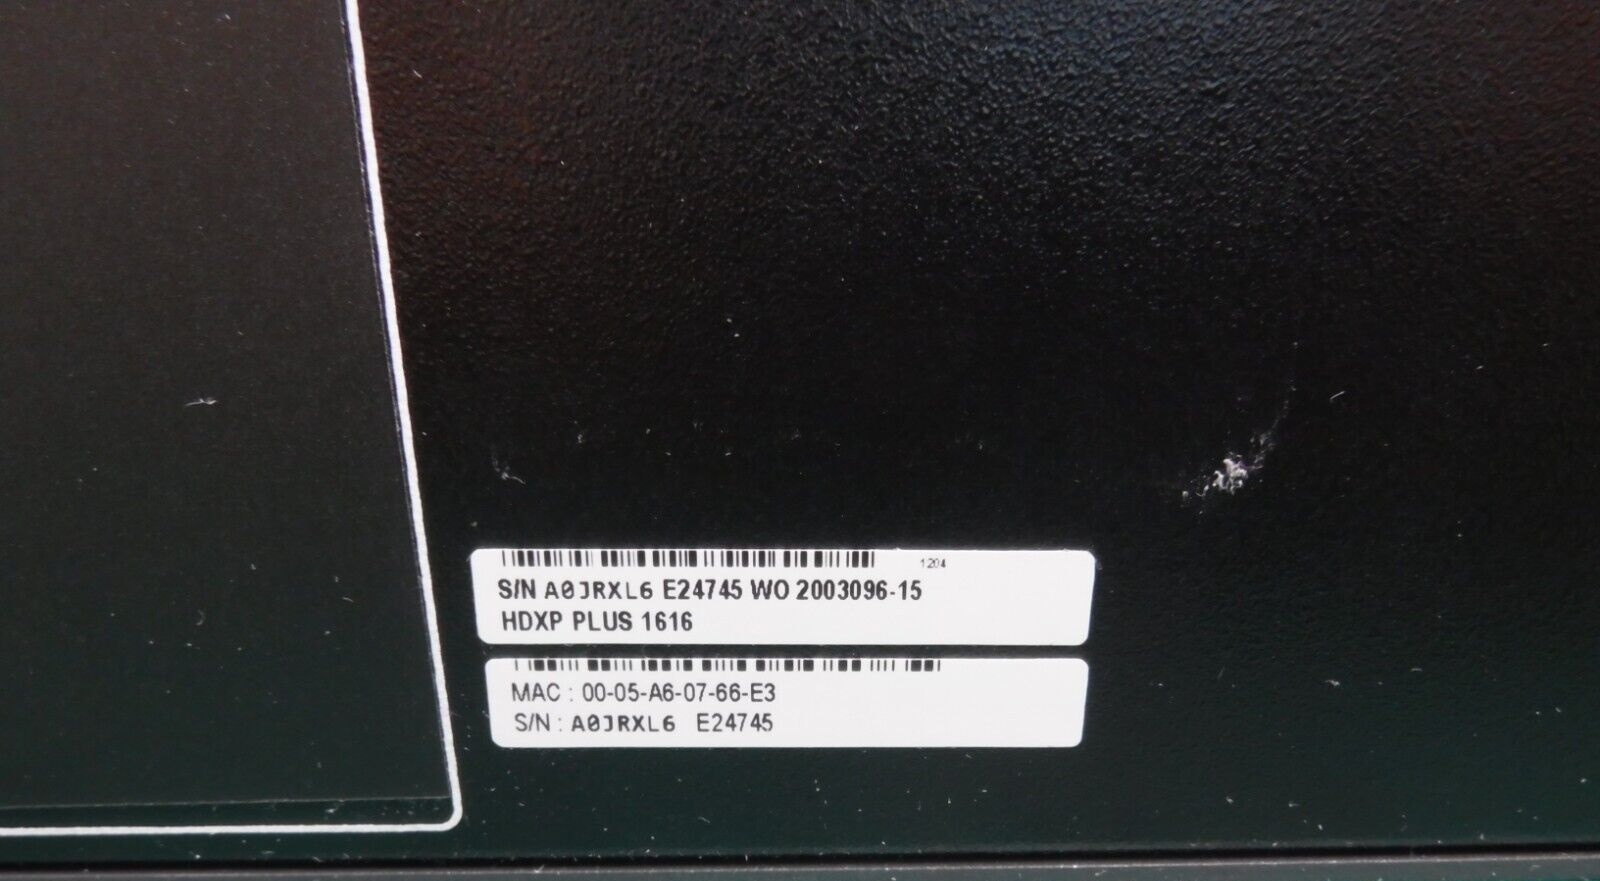 1204
S/N A0JRXL6 E24745 WO 2003096-15
HDXP PLUS 1616
MAC : 00-05-A6-07-66-E3
S/N : A0JRXL6 E24745